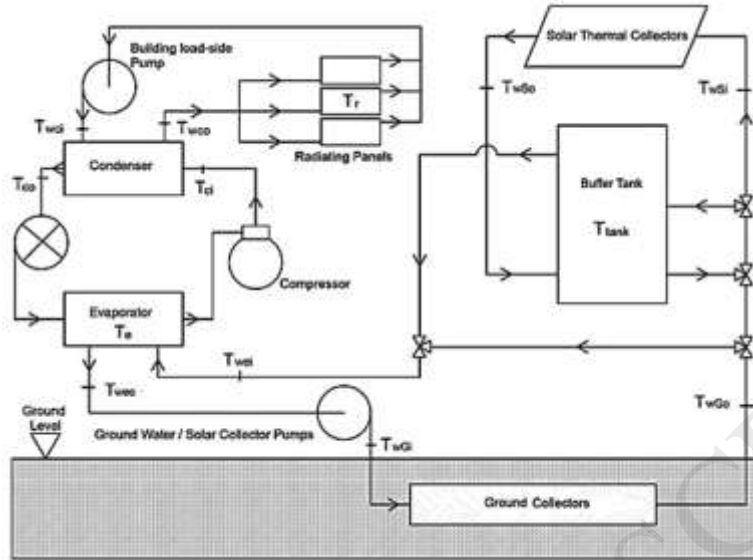 Building load-side
Pump
Solar Thermal Collectors
TwSo
TwSi
Tr
Twci
Twco
Radiating Panels
Condenser
Tco
Tci
Buffer Tank
Ttank
Compressor
Evaporator
Te
Twei
Tweo
TwGo
Ground
Level
Ground Water / Solar Collector Pumps
TwGi
Ground Collectors